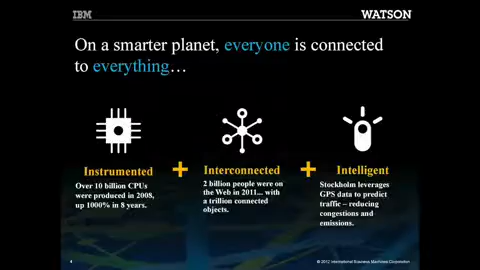 IBM
WATSON
On a smarter planet, everyone is connected
to everything…
Instrumented
Over 10 billion CPUs
were produced in 2008,
up 1000% in 8 years.
+
Interconnected
2 billion people were on
the Web in 2011... with
a trillion connected
objects.
+
Intelligent
Stockholm leverages
GPS data to predict
traffic – reducing
congestions and
emissions.
© 2012 International Business Machines Corporation